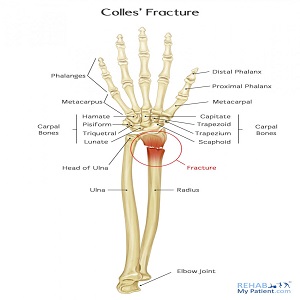 Colles' Fracture
Phalanges
Distal Phalanx
Proximal Phalanx
Metacarpus
Metacarpal
Carpal
Bones
Hamate
Pisiform
Triquetral
Lunate
Capitate
Trapezoid
Trapezium
Scaphoid
Carpal
Bones
Head of Ulna
Fracture
Ulna
Radius
Elbow Joint
REHAB
My Patient.com